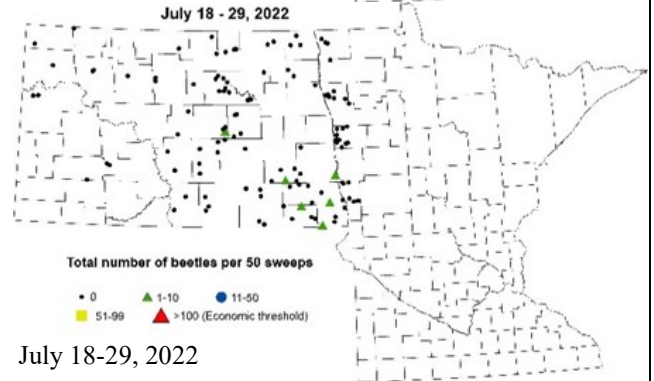 July 18 - 29, 2022
Total number of beetles per 50 sweeps
0 1-10 11-50
51-99 >100 (Economic threshold)
July 18-29, 2022